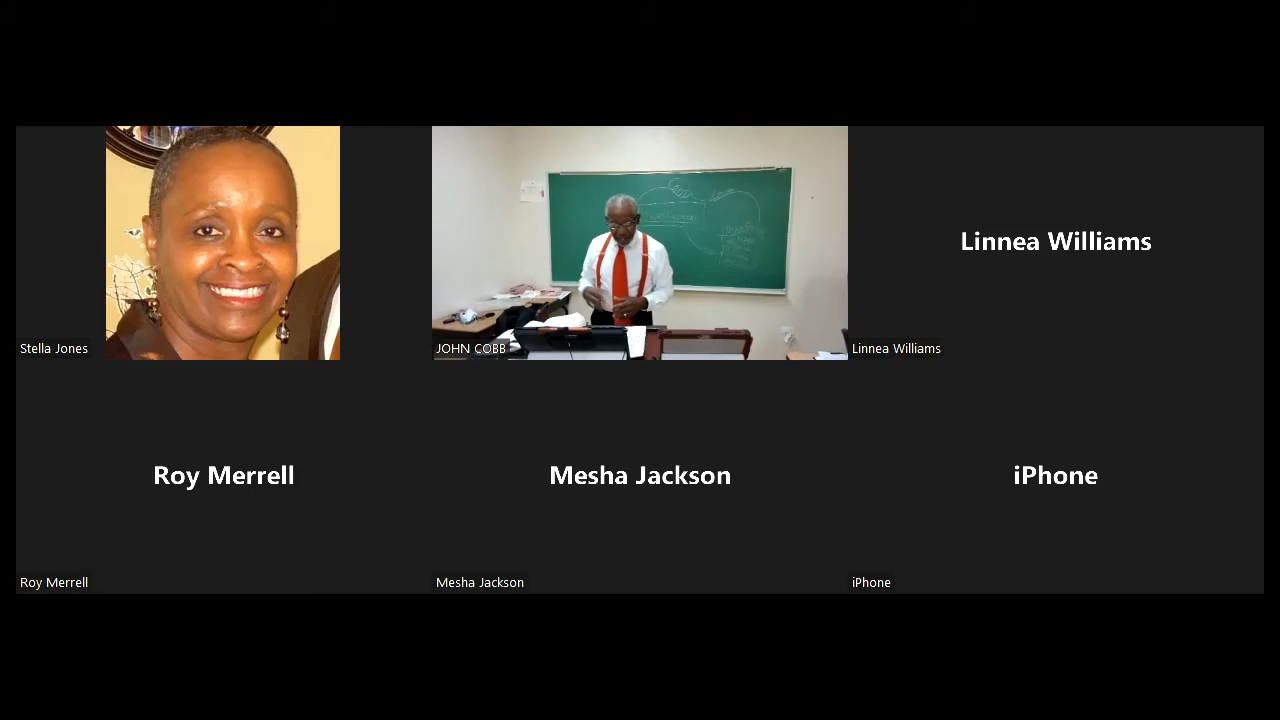 Linnea Williams
Stella Jones
JOHN COBB
Linnea Williams
Roy Merrell
Mesha Jackson
iPhone
Roy Merrell
Mesha Jackson
iPhone